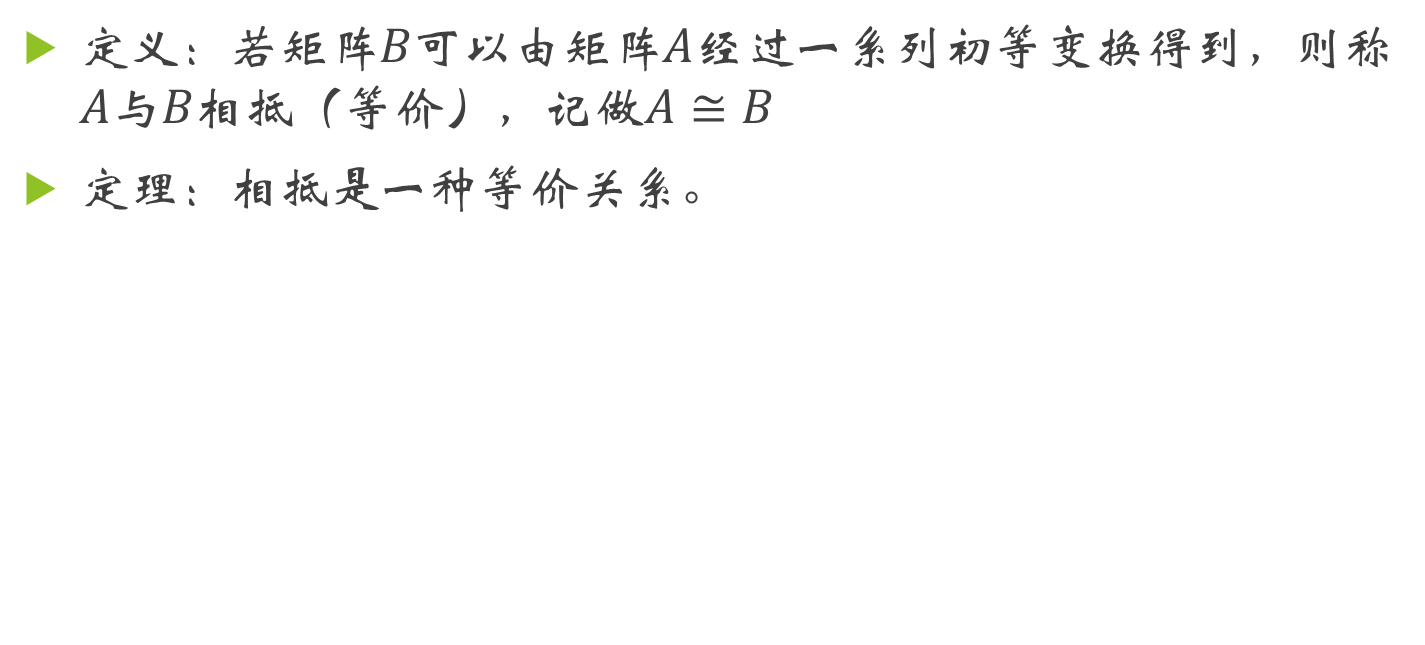 定义：若矩阵B可以由矩阵A经过一系列初等变换得到，则称
A与B相抵（等价），记做A ≅ B
定理：相抵是一种等价关系。